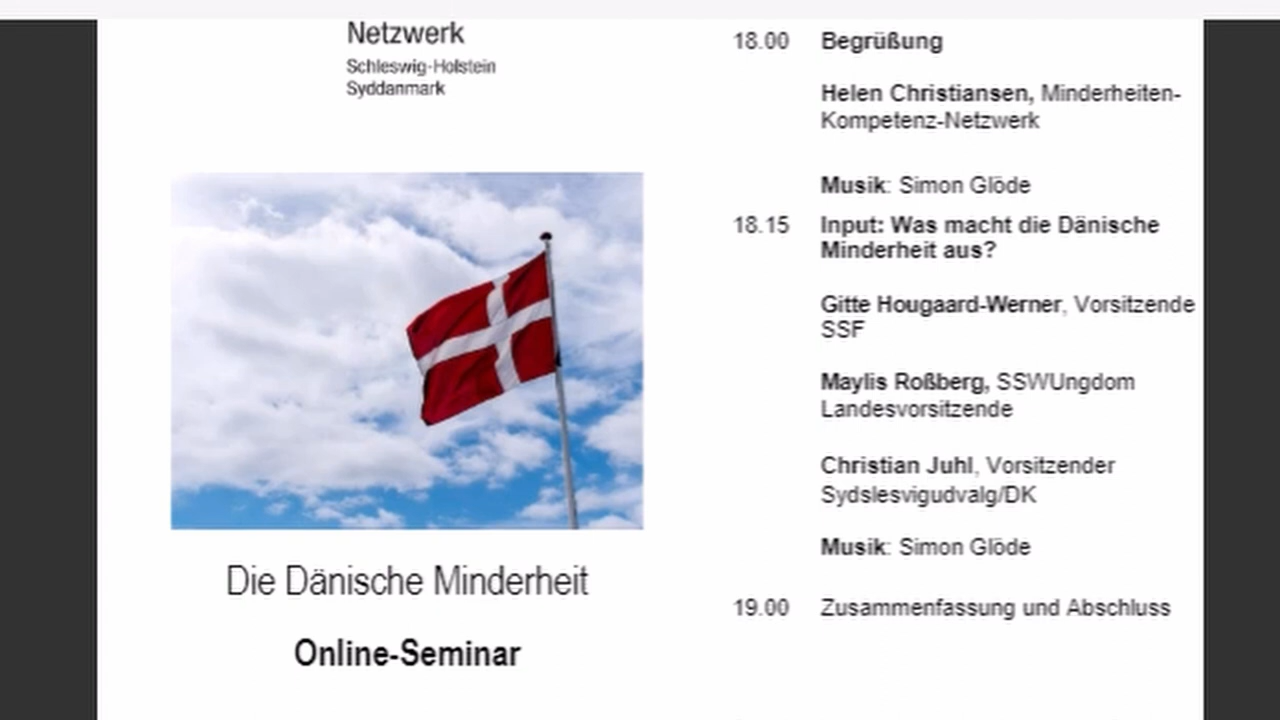 Netzwerk
Schleswig-Holstein
Syddanmark
Die Dänische Minderheit
Online-Seminar
18.00 Begrüßung
Helen Christiansen, Minderheiten-
Kompetenz-Netzwerk
Musik: Simon Glöde
18.15 Input: Was macht die Dänische
Minderheit aus?
Gitte Hougaard-Werner, Vorsitzende
SSF
Maylis Roßberg, SSWUngdom
Landesvorsitzende
Christian Juhl, Vorsitzender
Sydslesvigudvalg/DK
Musik: Simon Glöde
19.00 Zusammenfassung und Abschluss